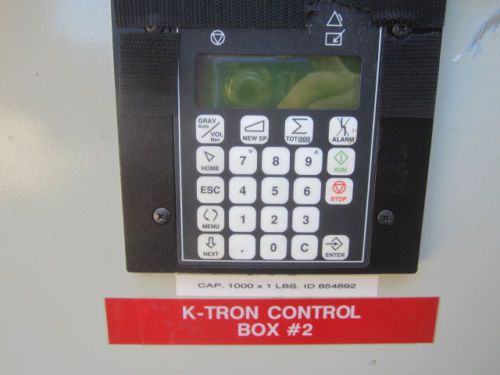 GRAV
Auto
VOL
Man
NEW SP
TOT|000
ALARM
HOME
7
8
9
RUN
ESC
4
5
6
STOP
MENU
1
2
3
NEXT
.
0
C
ENTER
CAP. 1000 x 1 LBS. ID 854892
K-TRON CONTROL
BOX #2